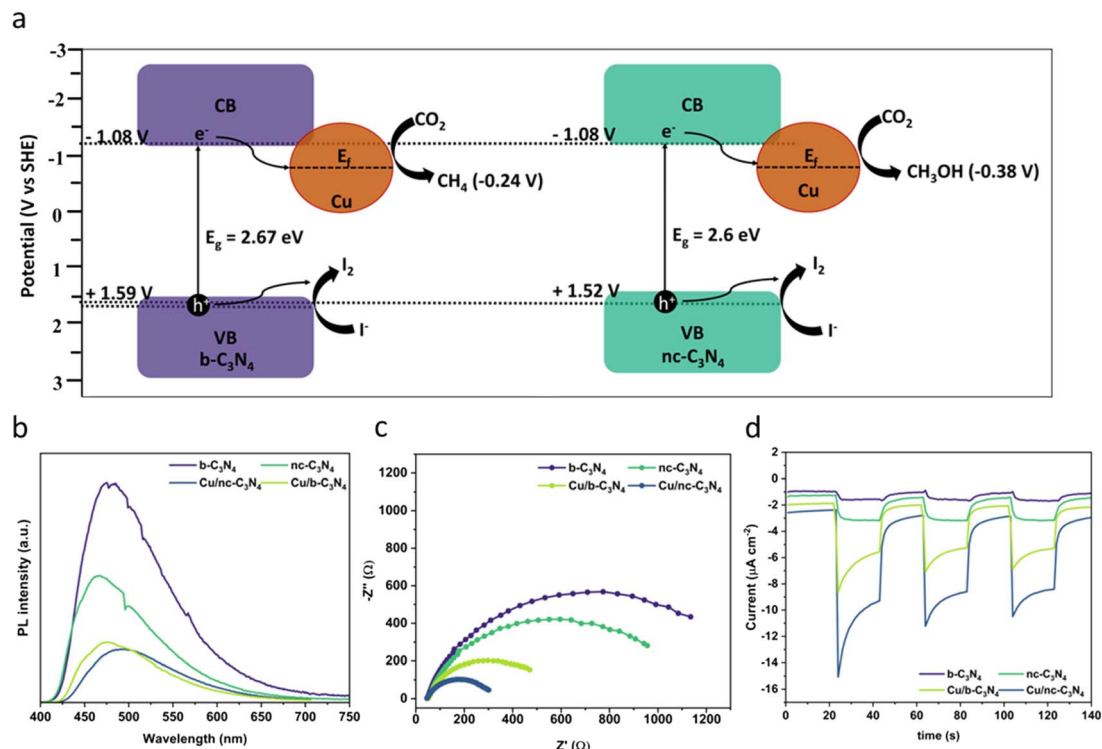 a
Potential (V vs SHE)
-3
-2
-1
0
1
2
3
CB
- 1.08 V
e⁻
E_f
Cu
CO₂
CH₄ (-0.24 V)
E_g = 2.67 eV
+ 1.59 V
h⁺
I₂
I⁻
VB
b-C₃N₄
CB
- 1.08 V
e⁻
E_f
Cu
CO₂
CH₃OH (-0.38 V)
E_g = 2.6 eV
+ 1.52 V
h⁺
I₂
I⁻
VB
nc-C₃N₄
b
PL intensity (a.u.)
b-C₃N₄ nc-C₃N₄
Cu/nc-C₃N₄ Cu/b-C₃N₄
400 450 500 550 600 650 700 750
Wavelength (nm)
c
-Z'' (Ω)
1200
1000
800
600
400
200
0
b-C₃N₄ nc-C₃N₄
Cu/b-C₃N₄ Cu/nc-C₃N₄
0 200 400 600 800 1000 1200
Z' (Ω)
d
Current (μA cm⁻²)
0
-2
-4
-6
-8
-10
-12
-14
-16
b-C₃N₄ nc-C₃N₄
Cu/b-C₃N₄ Cu/nc-C₃N₄
0 20 40 60 80 100 120 140
time (s)